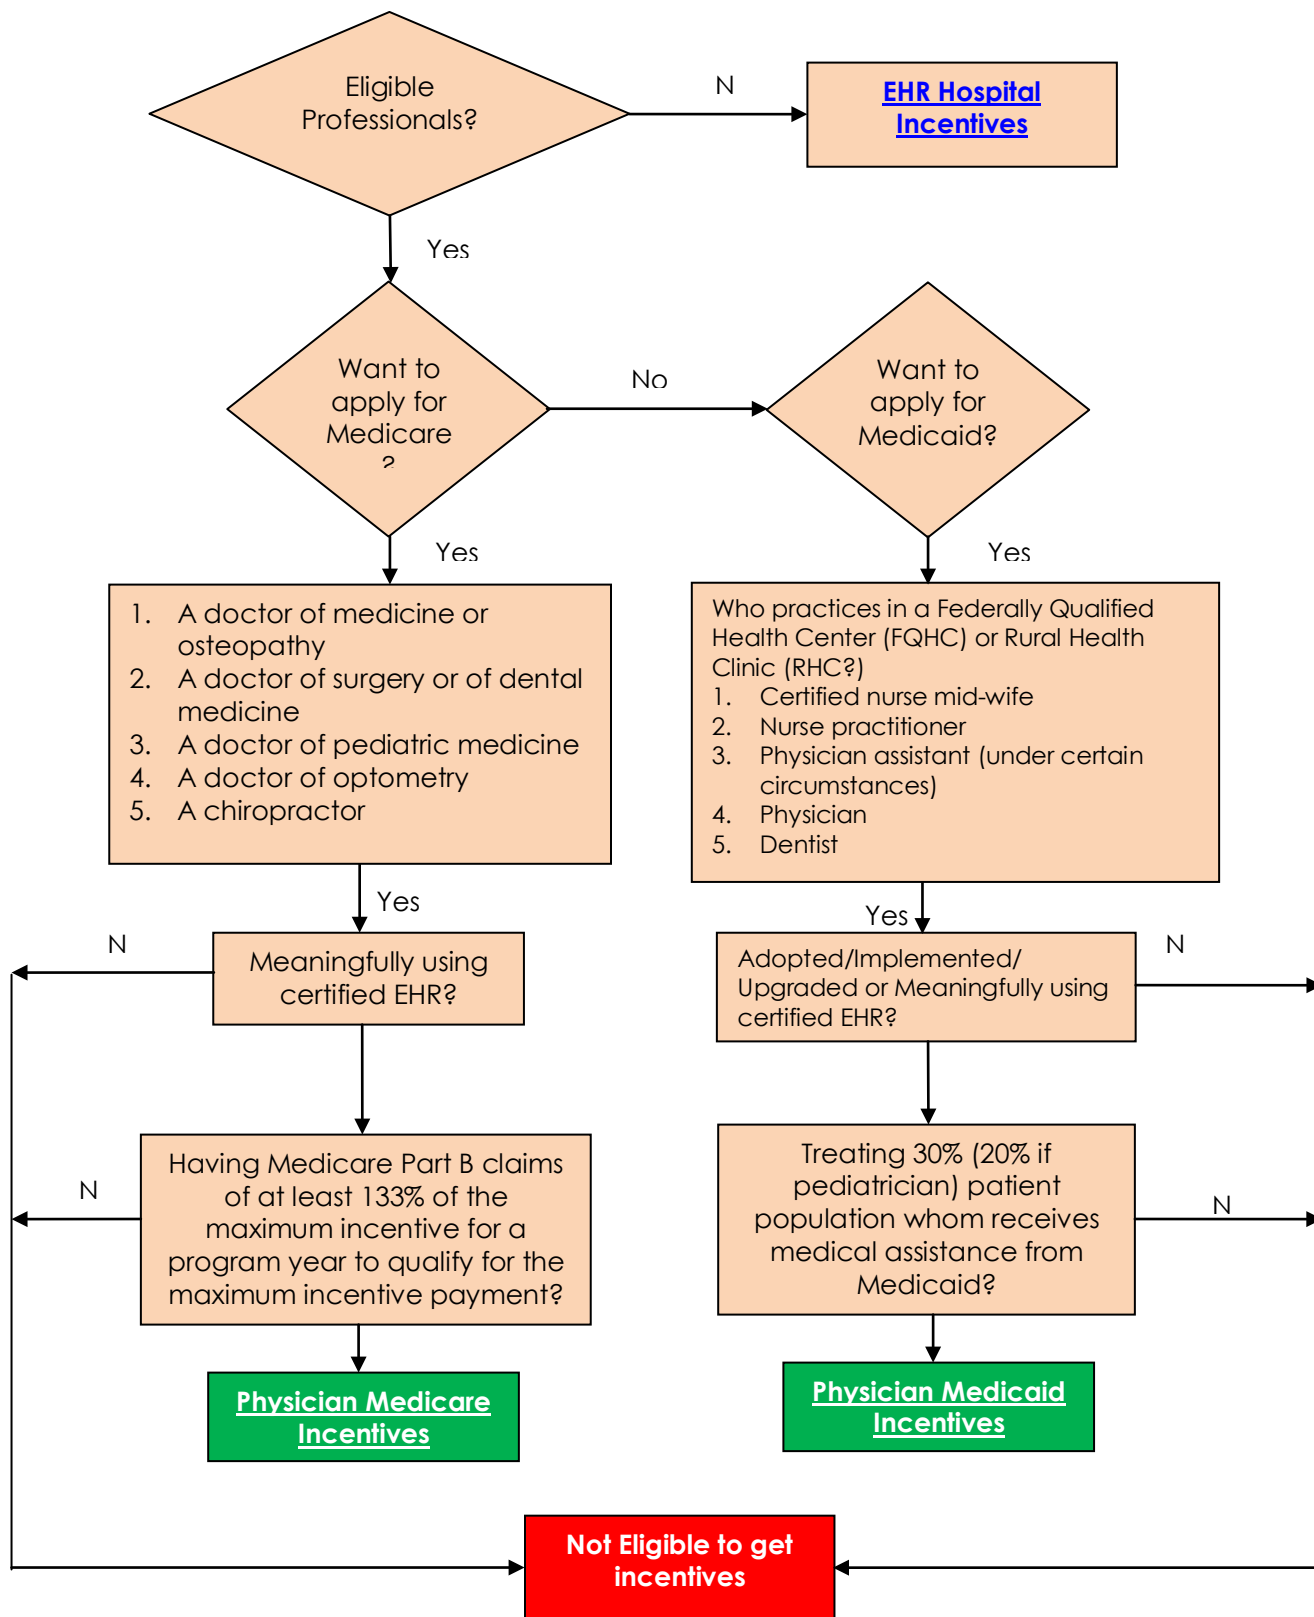 Eligible
Professionals?
N
EHR Hospital
Incentives
Yes
Want to
apply for
Medicare
?
No
Want to
apply for
Medicaid?
Yes
Yes
1. A doctor of medicine or
osteopathy
2. A doctor of surgery or of dental
medicine
3. A doctor of pediatric medicine
4. A doctor of optometry
5. A chiropractor
Who practices in a Federally Qualified
Health Center (FQHC) or Rural Health
Clinic (RHC?)
1. Certified nurse mid-wife
2. Nurse practitioner
3. Physician assistant (under certain
circumstances)
4. Physician
5. Dentist
Yes
Yes
N
Meaningfully using
certified EHR?
Adopted/Implemented/
Upgraded or Meaningfully using
certified EHR?
N
N
Having Medicare Part B claims
of at least 133% of the
maximum incentive for a
program year to qualify for the
maximum incentive payment?
Treating 30% (20% if
pediatrician) patient
population whom receives
medical assistance from
Medicaid?
N
Physician Medicare
Incentives
Physician Medicaid
Incentives
Not Eligible to get
incentives